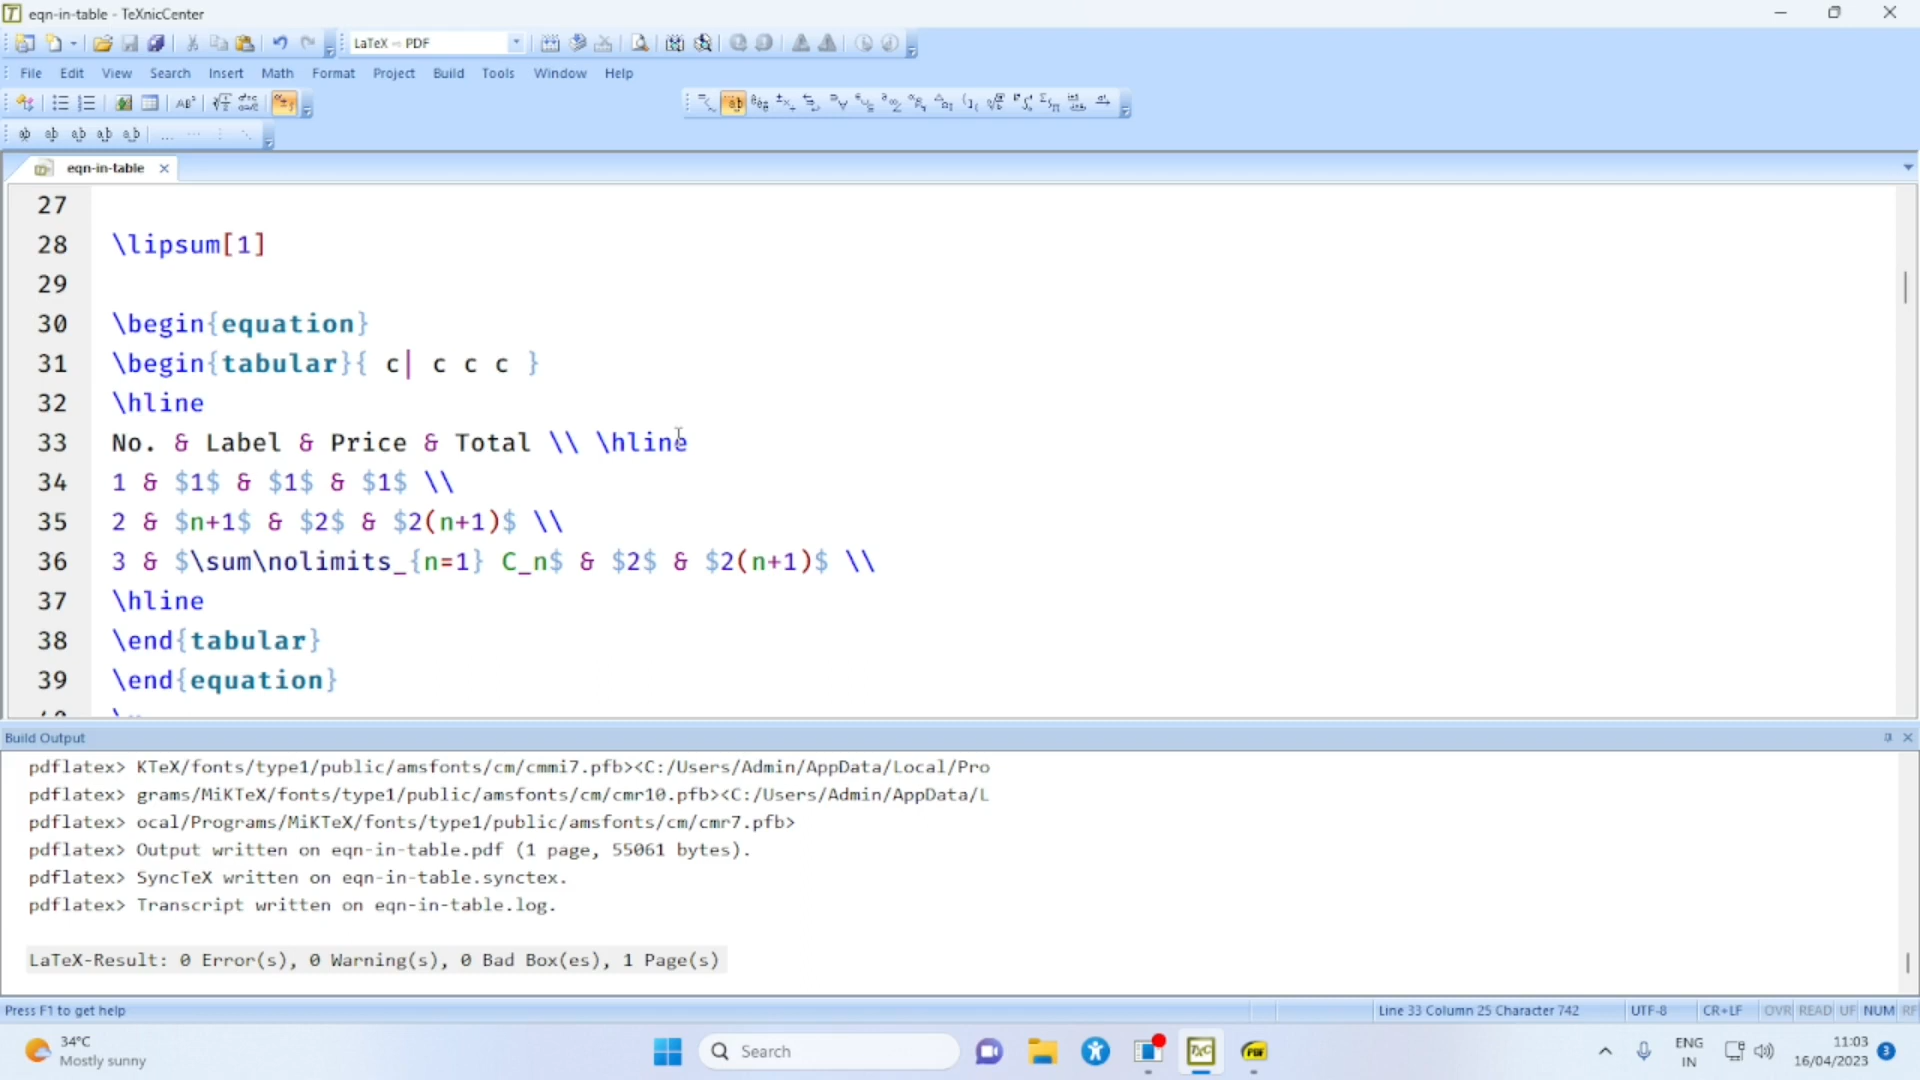 eqn-in-table - TeXnicCenter
LaTeX ⇨ PDF
File Edit View Search Insert Math Format Project Build Tools Window Help
eqn-in-table
27
28 \lipsum[1]
29
30 \begin{equation}
31 \begin{tabular}{ c| c c c }
32 \hline
33 No. & Label & Price & Total \\ \hline
34 1 & $1$ & $1$ & $1$ \\
35 2 & $n+1$ & $2$ & $2(n+1)$ \\
36 3 & $\sum\nolimits_{n=1} C_n$ & $2$ & $2(n+1)$ \\
37 \hline
38 \end{tabular}
39 \end{equation}
Build Output
pdflatex> KTeX/fonts/type1/public/amsfonts/cm/cmmi7.pfb><C:/Users/Admin/AppData/Local/Pro
pdflatex> grams/MiKTeX/fonts/type1/public/amsfonts/cm/cmr10.pfb><C:/Users/Admin/AppData/L
pdflatex> ocal/Programs/MiKTeX/fonts/type1/public/amsfonts/cm/cmr7.pfb>
pdflatex> Output written on eqn-in-table.pdf (1 page, 55061 bytes).
pdflatex> SyncTeX written on eqn-in-table.synctex.
pdflatex> Transcript written on eqn-in-table.log.
LaTeX-Result: 0 Error(s), 0 Warning(s), 0 Bad Box(es), 1 Page(s)
Press F1 to get help
Line 33 Column 25 Character 742 UTF-8 CR+LF OVR READ UF NUM RF
34°C
Mostly sunny
Search
TXC
PDF
ENG
IN
11:03
16/04/2023
3